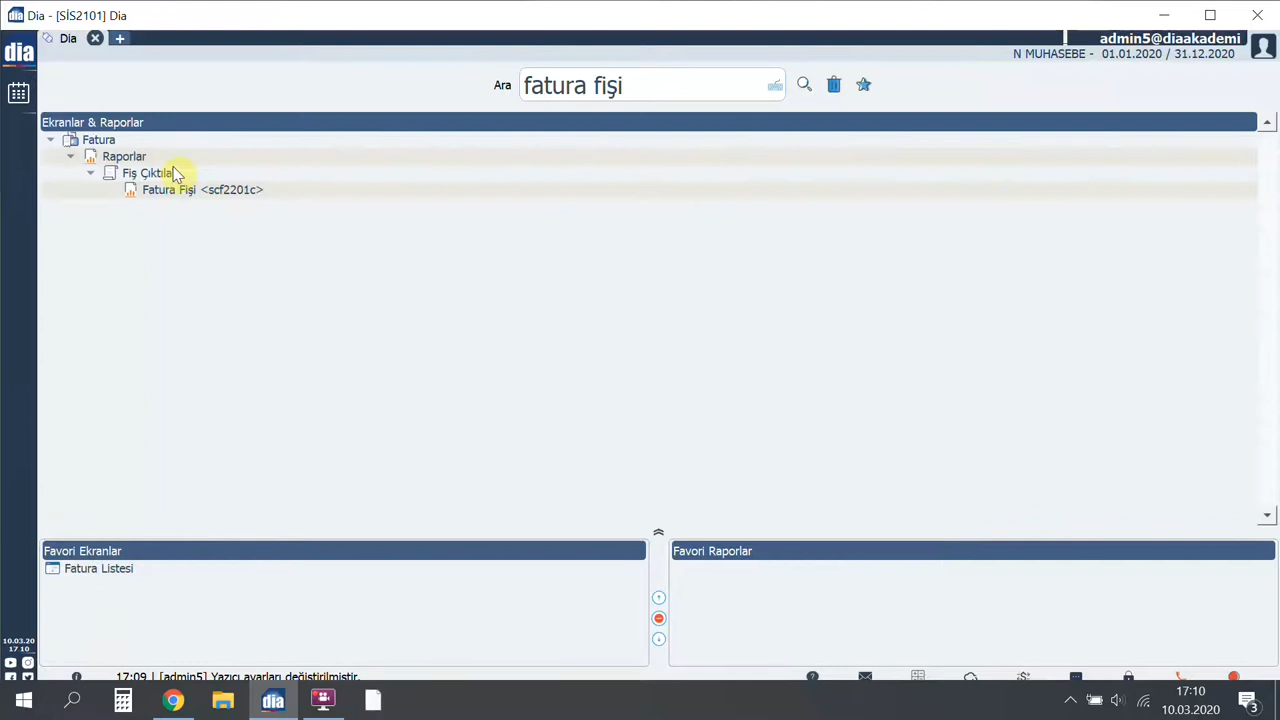 Dia - [SİS2101] Dia
dia
Dia
admin5@diaakademi
N MUHASEBE - 01.01.2020 / 31.12.2020
Ara
fatura fişi
Ekranlar & Raporlar
Fatura
Raporlar
Fiş Çıktıla
Fatura Fişi <scf2201c>
Favori Ekranlar
Favori Raporlar
Fatura Listesi
10.03.20
17 10
17:09 | [admin5] Yazıcı ayarları değiştirilmiştir.
dia
17:10
10.03.2020
3